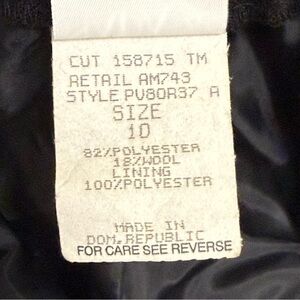 CUT 158715 TM
RETAIL AM743
STYLE PV80R37 A
SIZE
10
82%POLYESTER
18%WOOL
LINING
100%POLYESTER
MADE IN
DOM.REPUBLIC
FOR CARE SEE REVERSE